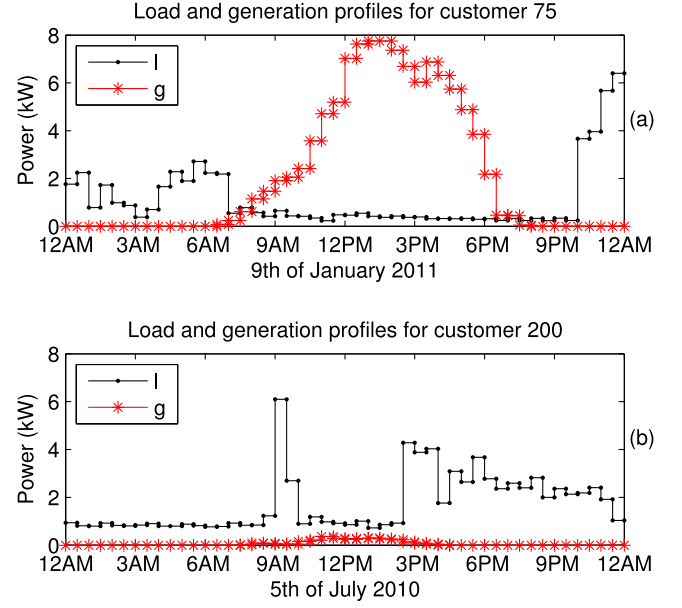 Load and generation profiles for customer 75
8
6
4
2
0
Power (kW)
l
g
(a)
12AM 3AM 6AM 9AM 12PM 3PM 6PM 9PM 12AM
9th of January 2011
Load and generation profiles for customer 200
8
6
4
2
0
Power (kW)
l
g
(b)
12AM 3AM 6AM 9AM 12PM 3PM 6PM 9PM 12AM
5th of July 2010